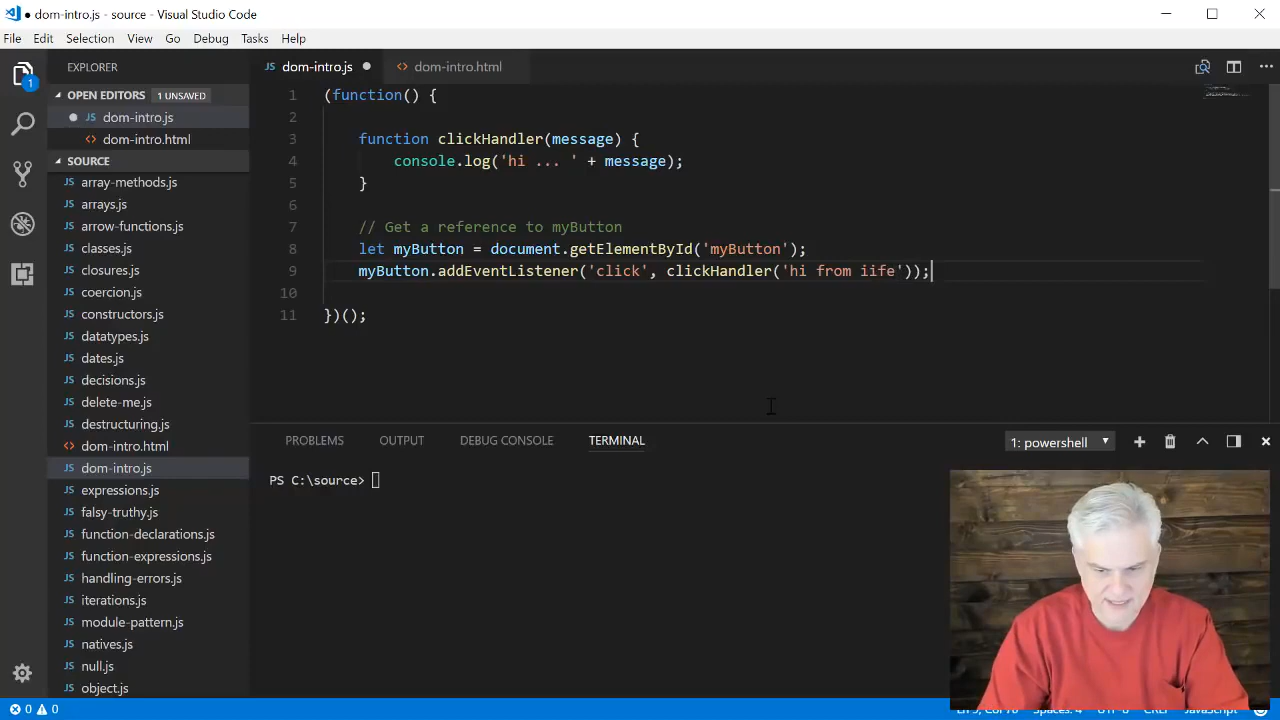 ● dom-intro.js - source - Visual Studio Code
File Edit Selection View Go Debug Tasks Help
EXPLORER
JS dom-intro.js ●
<> dom-intro.html
1
OPEN EDITORS 1 UNSAVED
● JS dom-intro.js
<> dom-intro.html
SOURCE
JS array-methods.js
JS arrays.js
JS arrow-functions.js
JS classes.js
JS closures.js
JS coercion.js
JS constructors.js
JS datatypes.js
JS dates.js
JS decisions.js
JS delete-me.js
JS destructuring.js
<> dom-intro.html
JS dom-intro.js
JS expressions.js
JS falsy-truthy.js
JS function-declarations.js
JS function-expressions.js
JS handling-errors.js
JS iterations.js
JS module-pattern.js
JS natives.js
JS null.js
JS object.js
1 (function() {
2
3 function clickHandler(message) {
4 console.log('hi ... ' + message);
5 }
6
7 // Get a reference to myButton
8 let myButton = document.getElementById('myButton');
9 myButton.addEventListener('click', clickHandler('hi from iife'));
10
11 })();
PROBLEMS OUTPUT DEBUG CONSOLE TERMINAL
1: powershell
PS C:\source>
0 0